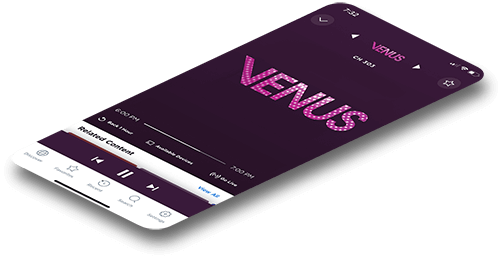 7:32
VENUS
CH 303
VENUS
6:00 PM
7:00 PM
Back 1 Hour
Available Devices
Go Live
Related Content
View All
Discover
Favorites
Recent
Search
Settings